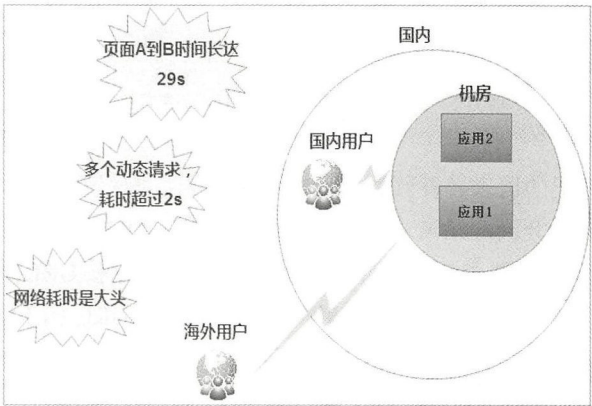 页面A到B时间长达
29s
多个动态请求，
耗时超过2s
网络耗时是大头
国内
机房
国内用户
应用2
应用1
海外用户